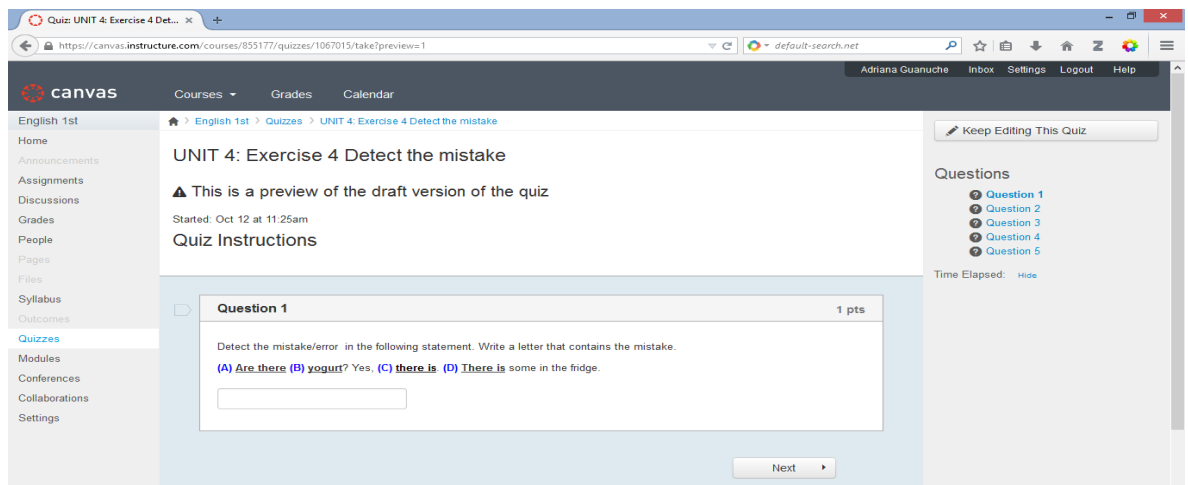 Quiz: UNIT 4: Exercise 4 Det...
https://canvas.instructure.com/courses/855177/quizzes/1067015/take?preview=1
default-search.net
Adriana Guanuche Inbox Settings Logout Help
canvas
Courses Grades Calendar
English 1st
Home
Announcements
Assignments
Discussions
Grades
People
Pages
Files
Syllabus
Outcomes
Quizzes
Modules
Conferences
Collaborations
Settings
English 1st > Quizzes > UNIT 4: Exercise 4 Detect the mistake
UNIT 4: Exercise 4 Detect the mistake
This is a preview of the draft version of the quiz
Started: Oct 12 at 11:25am
Quiz Instructions
Question 1 1 pts
Detect the mistake/error in the following statement. Write a letter that contains the mistake.
(A) Are there (B) yogurt? Yes, (C) there is. (D) There is some in the fridge.
Next
Keep Editing This Quiz
Questions
Question 1
Question 2
Question 3
Question 4
Question 5
Time Elapsed: Hide